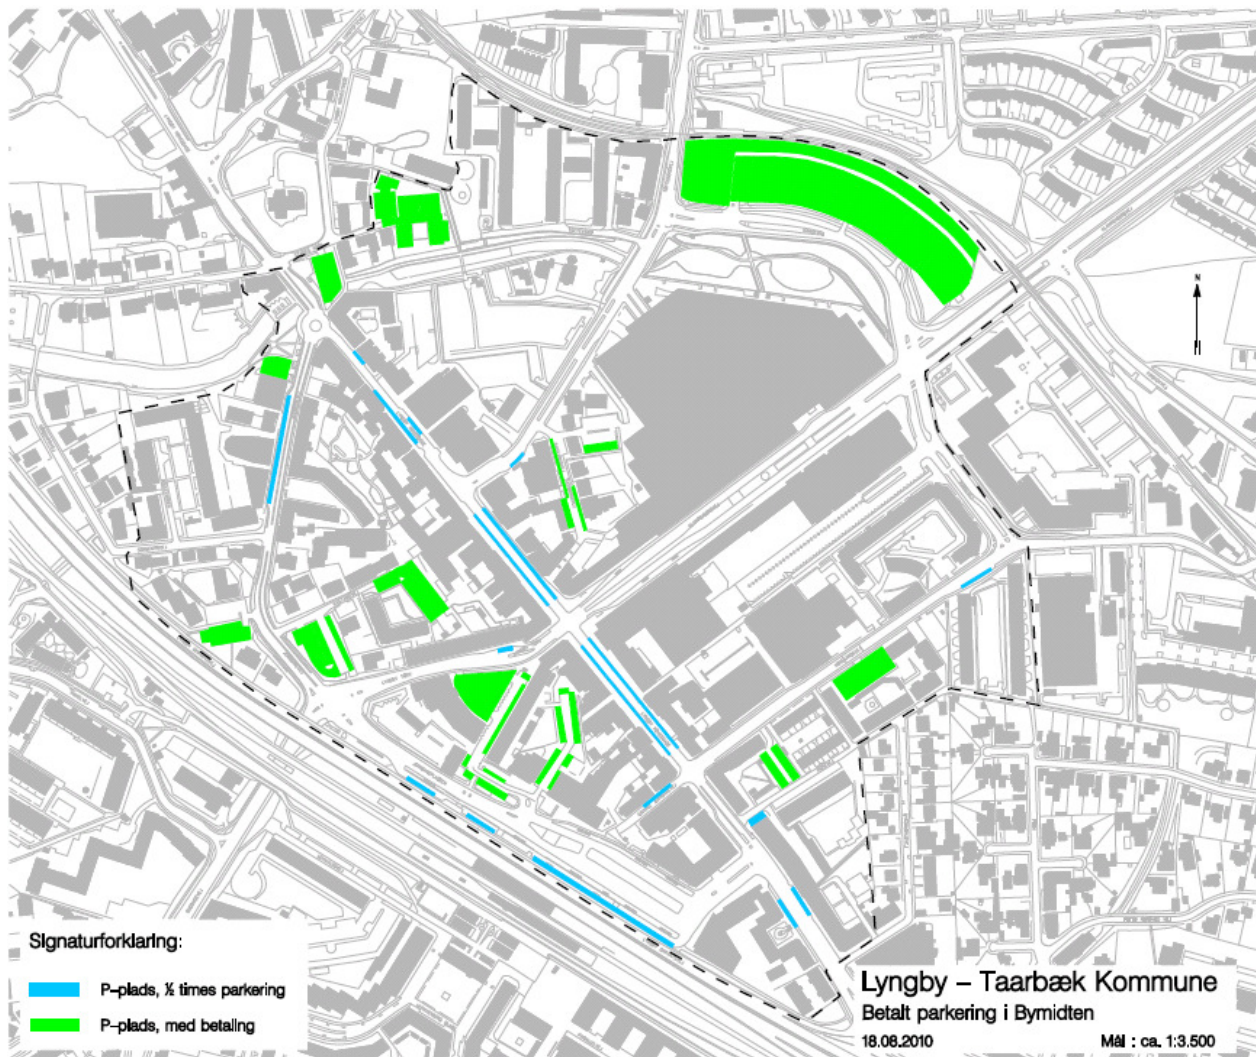 N
Signaturforklaring:
P-plads, ½ times parkering
P-plads, med betaling
Lyngby - Taarbæk Kommune
Betalt parkering i Bymidten
18.08.2010
Mål : ca. 1:3.500